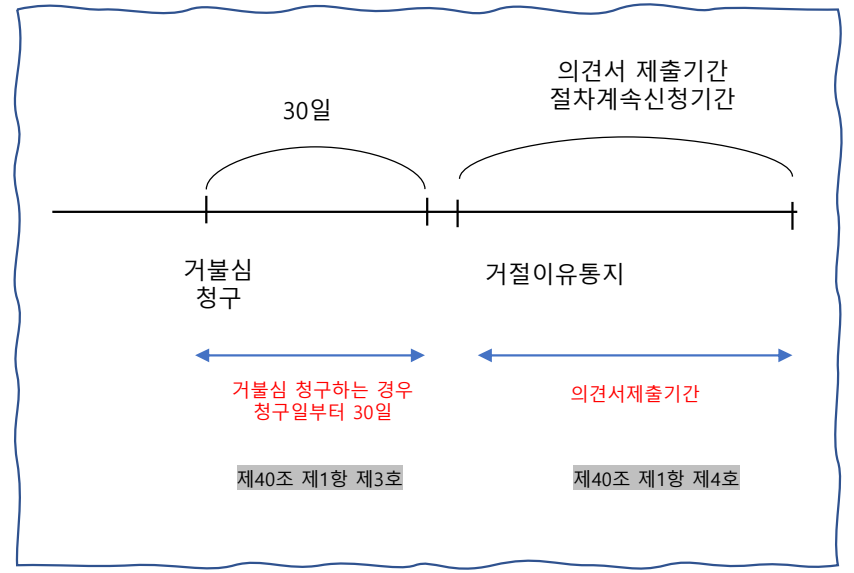 의견서 제출기간
절차계속신청기간
30일
거불심
청구
거절이유통지
거불심 청구하는 경우
청구일부터 30일
의견서제출기간
제40조 제1항 제3호
제40조 제1항 제4호